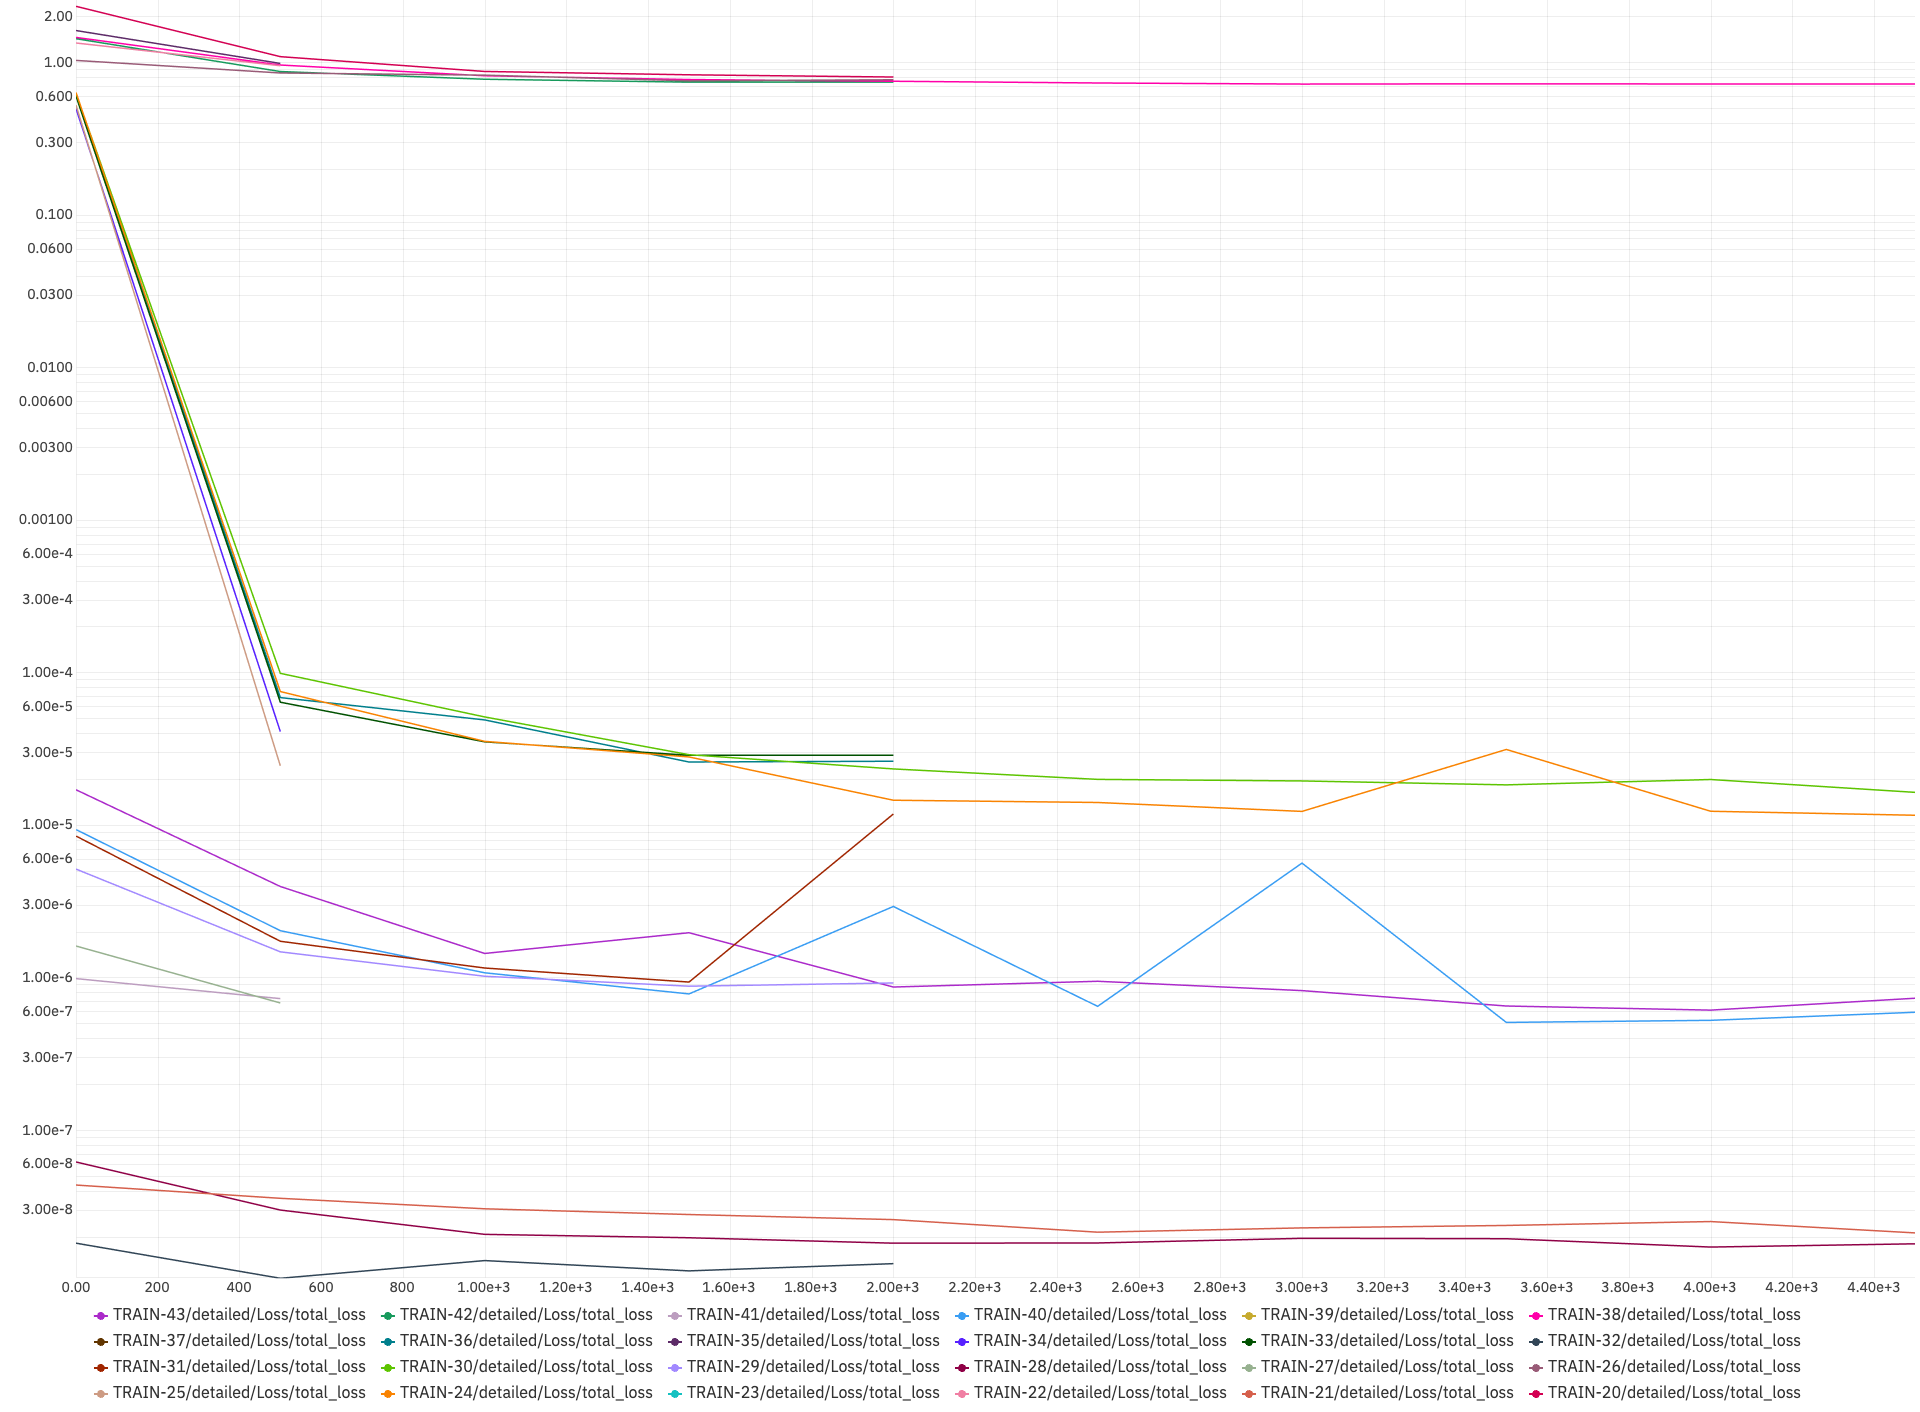 2.00
1.00
0.600
0.300
0.100
0.0600
0.0300
0.0100
0.00600
0.00300
0.00100
6.00e-4
3.00e-4
1.00e-4
6.00e-5
3.00e-5
1.00e-5
6.00e-6
3.00e-6
1.00e-6
6.00e-7
3.00e-7
1.00e-7
6.00e-8
3.00e-8
0.00 200 400 600 800 1.00e+3 1.20e+3 1.40e+3 1.60e+3 1.80e+3 2.00e+3 2.20e+3 2.40e+3 2.60e+3 2.80e+3 3.00e+3 3.20e+3 3.40e+3 3.60e+3 3.80e+3 4.00e+3 4.20e+3 4.40e+3
TRAIN-43/detailed/Loss/total_loss TRAIN-42/detailed/Loss/total_loss TRAIN-41/detailed/Loss/total_loss TRAIN-40/detailed/Loss/total_loss TRAIN-39/detailed/Loss/total_loss TRAIN-38/detailed/Loss/total_loss
TRAIN-37/detailed/Loss/total_loss TRAIN-36/detailed/Loss/total_loss TRAIN-35/detailed/Loss/total_loss TRAIN-34/detailed/Loss/total_loss TRAIN-33/detailed/Loss/total_loss TRAIN-32/detailed/Loss/total_loss
TRAIN-31/detailed/Loss/total_loss TRAIN-30/detailed/Loss/total_loss TRAIN-29/detailed/Loss/total_loss TRAIN-28/detailed/Loss/total_loss TRAIN-27/detailed/Loss/total_loss TRAIN-26/detailed/Loss/total_loss
TRAIN-25/detailed/Loss/total_loss TRAIN-24/detailed/Loss/total_loss TRAIN-23/detailed/Loss/total_loss TRAIN-22/detailed/Loss/total_loss TRAIN-21/detailed/Loss/total_loss TRAIN-20/detailed/Loss/total_loss